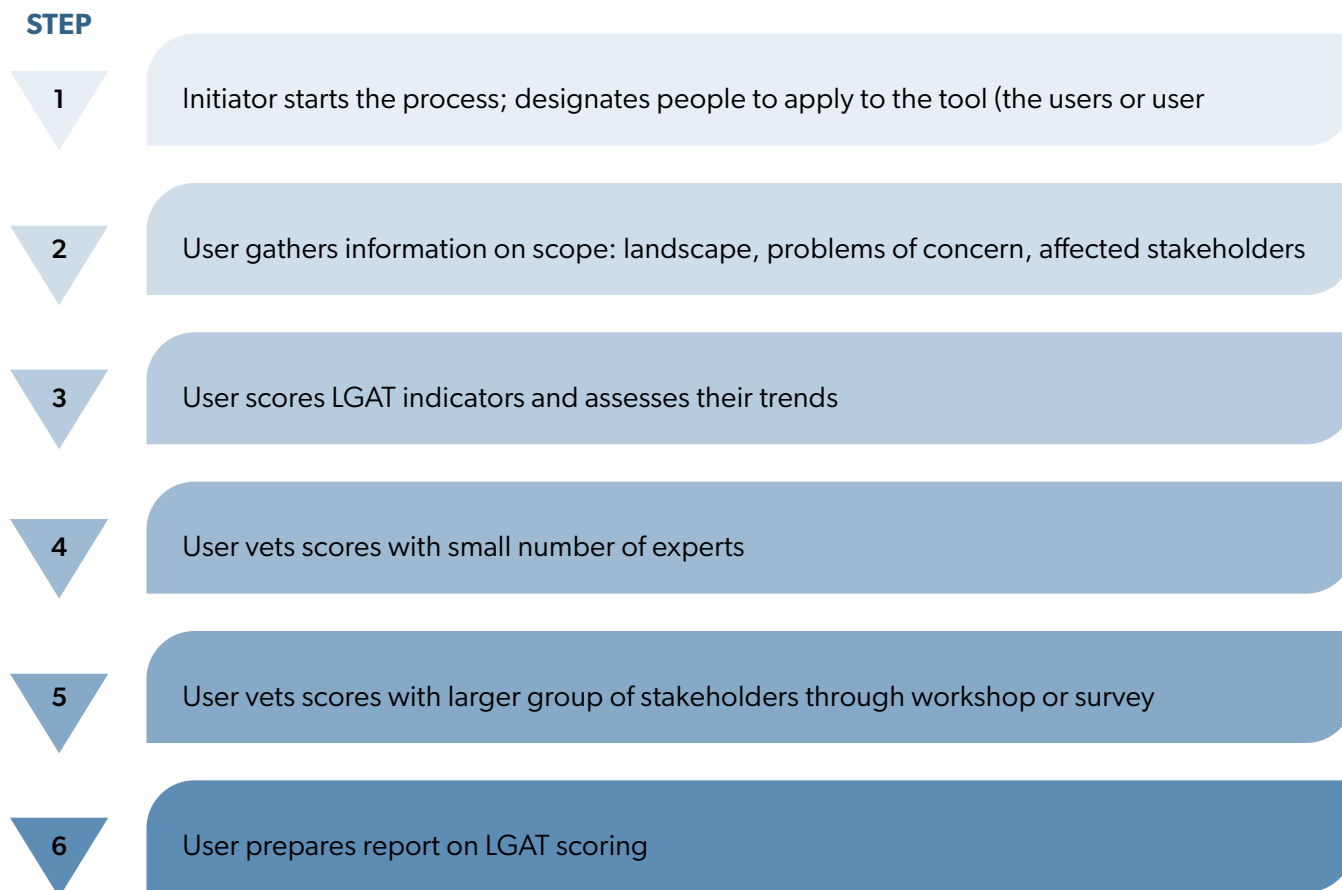 STEP
1
Initiator starts the process; designates people to apply to the tool (the users or user
2
User gathers information on scope: landscape, problems of concern, affected stakeholders
3
User scores LGAT indicators and assesses their trends
4
User vets scores with small number of experts
5
User vets scores with larger group of stakeholders through workshop or survey
6
User prepares report on LGAT scoring